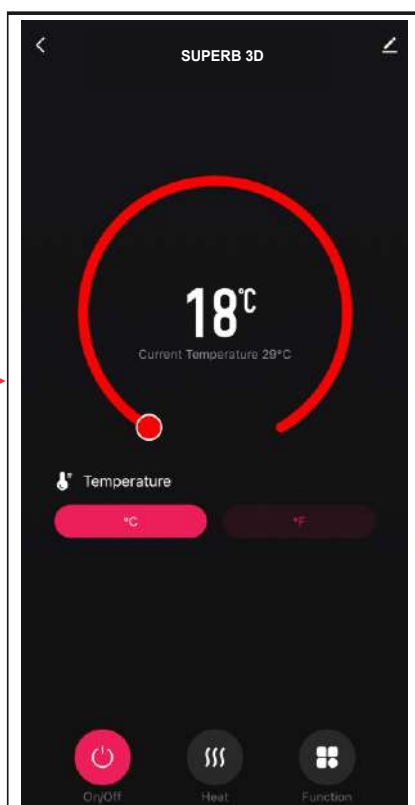 SUPERB 3D
18°C
Current Temperature 29°C
Temperature
°C
°F
On/Off
Heat
Function